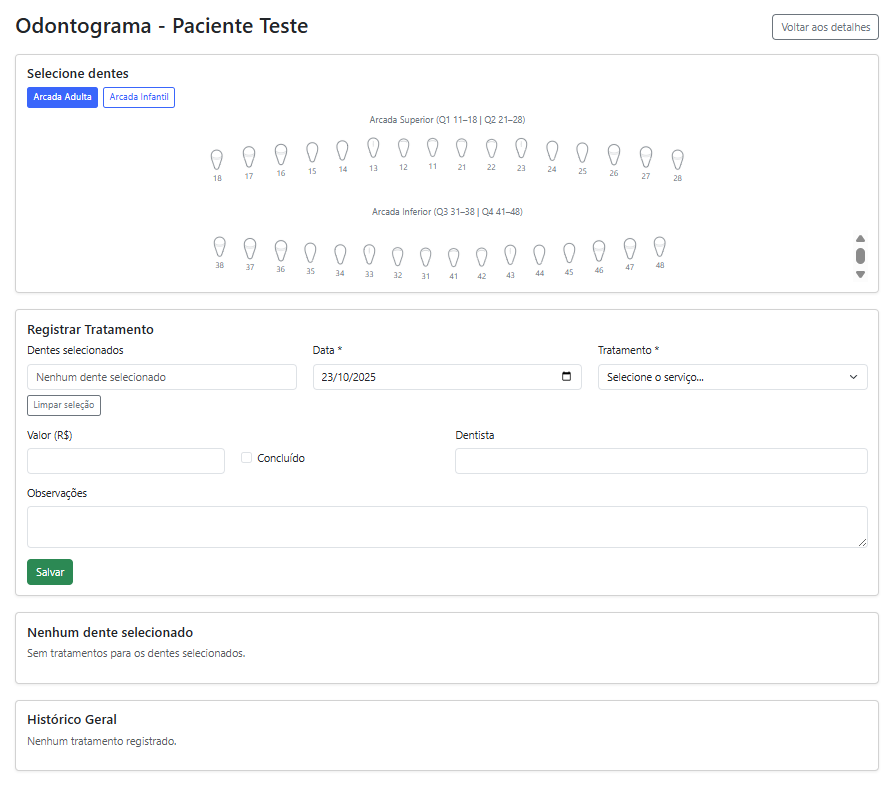 Odontograma - Paciente Teste
Voltar aos detalhes
Selecione dentes
Arcada Adulta
Arcada Infantil
Arcada Superior (Q1 11–18 | Q2 21–28)
18 17 16 15 14 13 12 11 21 22 23 24 25 26 27 28
Arcada Inferior (Q3 31–38 | Q4 41–48)
38 37 36 35 34 33 32 31 41 42 43 44 45 46 47 48
Registrar Tratamento
Dentes selecionados
Data *
Tratamento *
Nenhum dente selecionado
23/10/2025
Selecione o serviço...
Limpar seleção
Valor (R$)
Concluído
Dentista
Observações
Salvar
Nenhum dente selecionado
Sem tratamentos para os dentes selecionados.
Histórico Geral
Nenhum tratamento registrado.